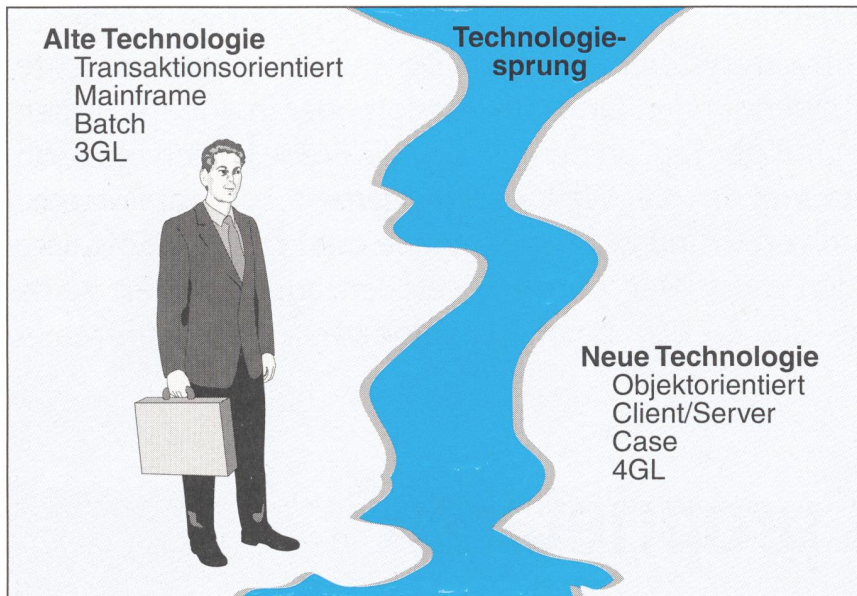 Alte Technologie
Transaktionsorientiert
Mainframe
Batch
3GL
Technologie-
sprung
Neue Technologie
Objektorientiert
Client/Server
Case
4GL